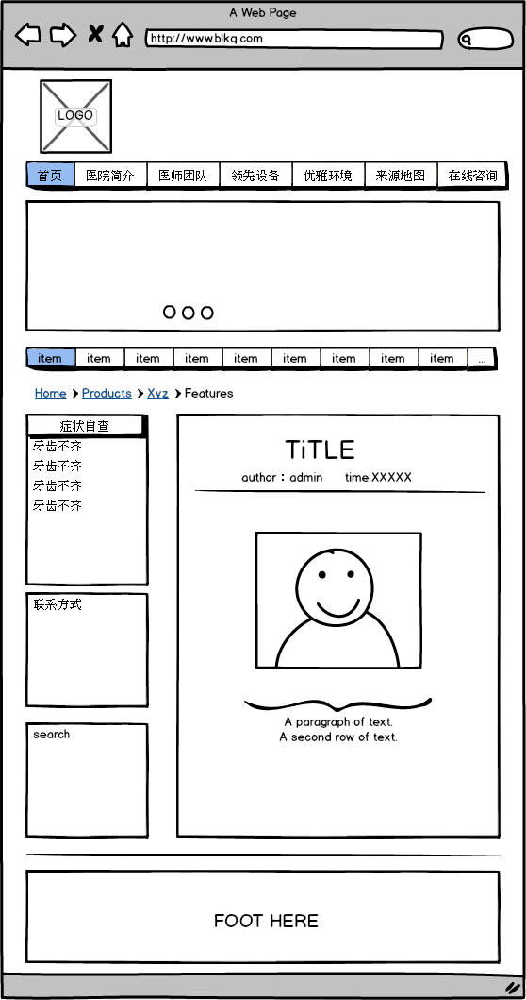 A Web Page
http://www.blkq.com
LOGO
首页 医院简介 医师团队 领先设备 优雅环境 来源地图 在线咨询
item item item item item item item item item ...
Home Products Xyz Features
症状自查
牙齿不齐
牙齿不齐
牙齿不齐
牙齿不齐
联系方式
search
TiTLE
author：admin time:XXXXX
A paragraph of text.
A second row of text.
FOOT HERE